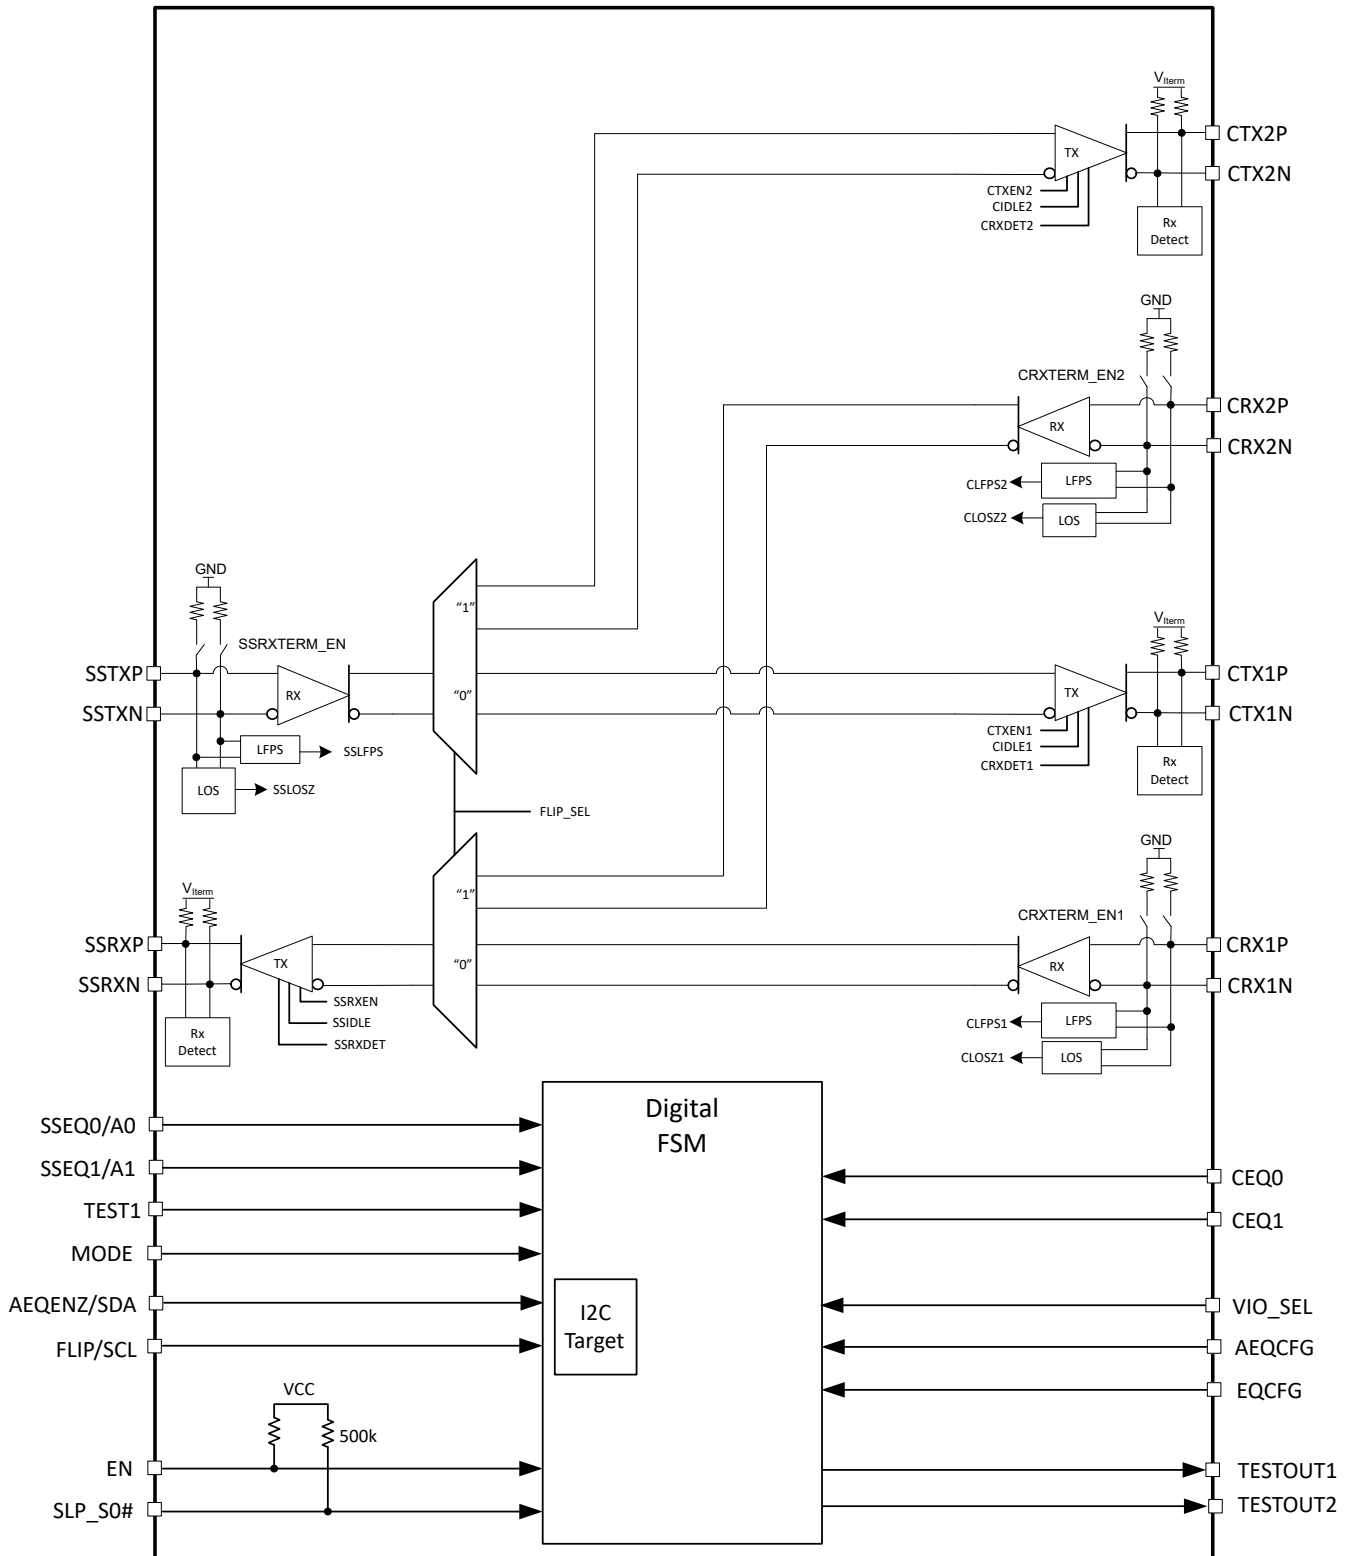 V_Iterm
CTX2P
TX
CTX2N
CTXEN2
CIDLE2
CRXDET2
Rx
Detect
GND
CRXTERM_EN2
CRX2P
RX
CRX2N
CLFPS2
LFPS
CLOSZ2
LOS
GND
"1"
V_Iterm
SSRXTERM_EN
SSTXP
CTX1P
RX
"0"
TX
SSTXN
CTX1N
CTXEN1
LFPS
SSLFPS
CIDLE1
CRXDET1
Rx
Detect
LOS
SSLOSZ
FLIP_SEL
GND
V_Iterm
"1"
CRXTERM_EN1
SSRXP
CRX1P
TX
"0"
RX
SSRXN
CRX1N
SSRXEN
SSIDLE
CLFPS1
LFPS
Rx
Detect
SSRXDET
CLOSZ1
LOS
Digital
FSM
SSEQ0/A0
SSEQ1/A1
CEQ0
TEST1
CEQ1
MODE
AEQENZ/SDA
I2C
Target
VIO_SEL
FLIP/SCL
AEQCFG
VCC
EQCFG
500k
EN
TESTOUT1
SLP_S0#
TESTOUT2